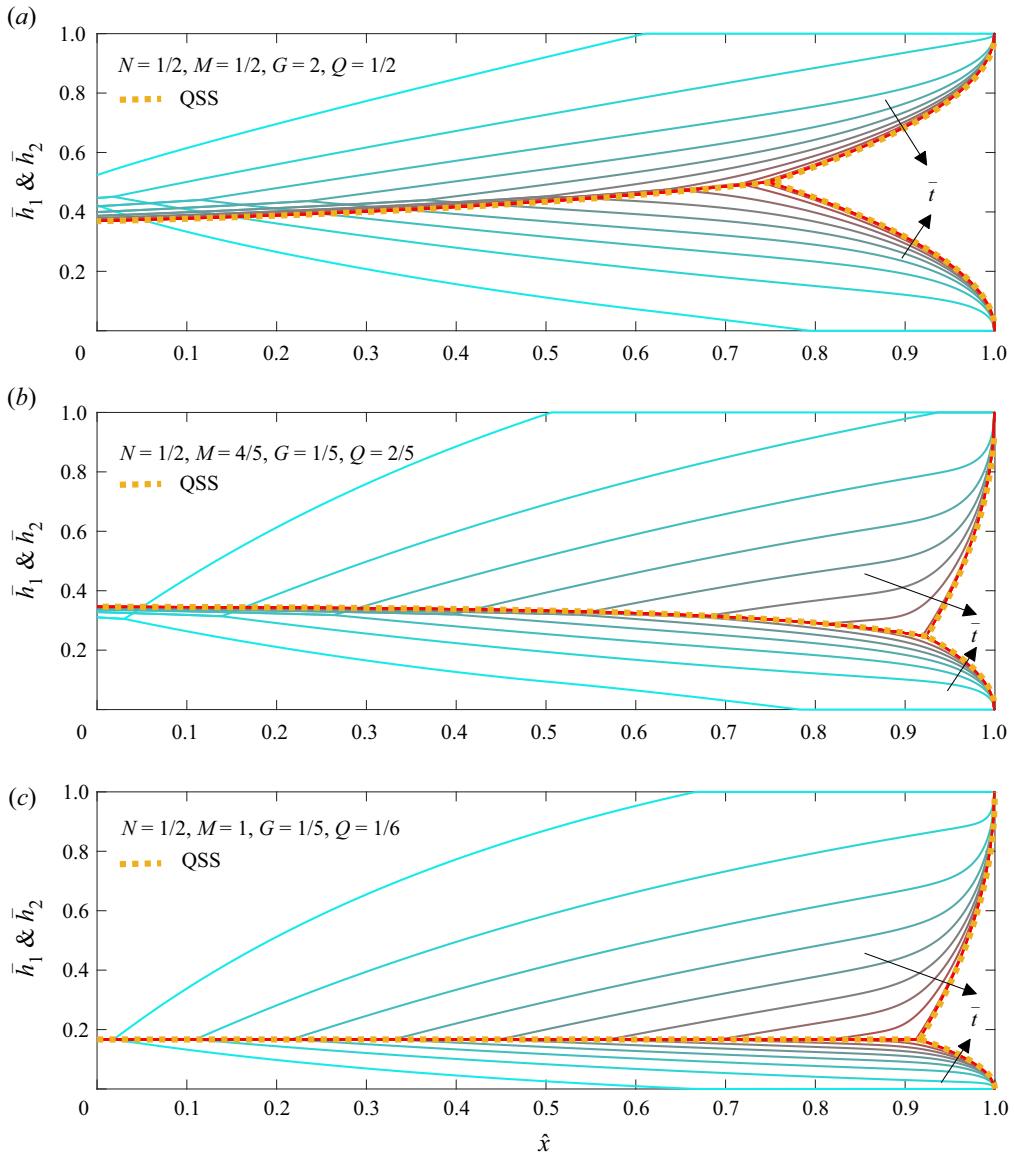 (a)
1.0
0.8
0.6
0.4
0.2
h̄₁ & h̄₂
N = 1/2, M = 1/2, G = 2, Q = 1/2
QSS
t̄
0 0.1 0.2 0.3 0.4 0.5 0.6 0.7 0.8 0.9 1.0
(b)
1.0
0.8
0.6
0.4
0.2
h̄₁ & h̄₂
N = 1/2, M = 4/5, G = 1/5, Q = 2/5
QSS
t̄
0 0.1 0.2 0.3 0.4 0.5 0.6 0.7 0.8 0.9 1.0
(c)
1.0
0.8
0.6
0.4
0.2
h̄₁ & h̄₂
N = 1/2, M = 1, G = 1/5, Q = 1/6
QSS
t̄
0 0.1 0.2 0.3 0.4 0.5 0.6 0.7 0.8 0.9 1.0
x̂